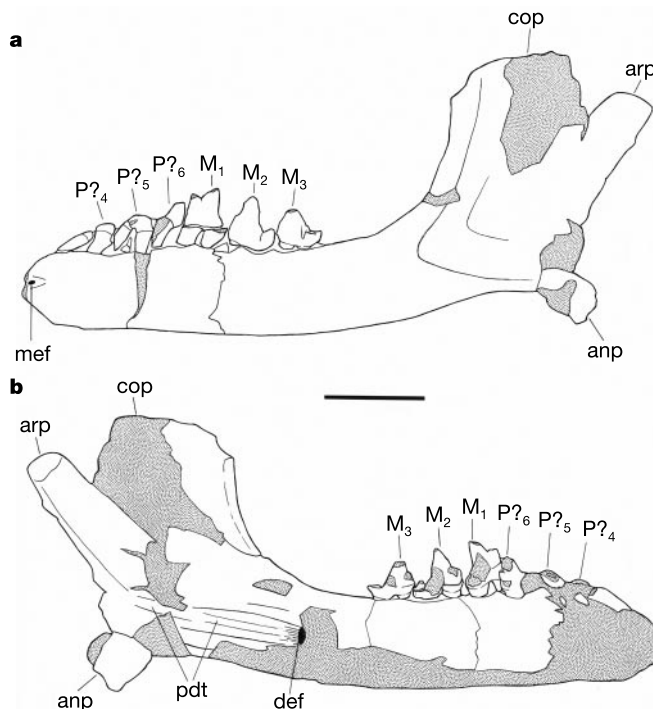 a
cop
arp
P?₄
P?₅
P?₆
M₁
M₂
M₃
mef
anp
b
cop
arp
M₃
M₂
M₁
P?₆
P?₅
P?₄
anp
pdt
def